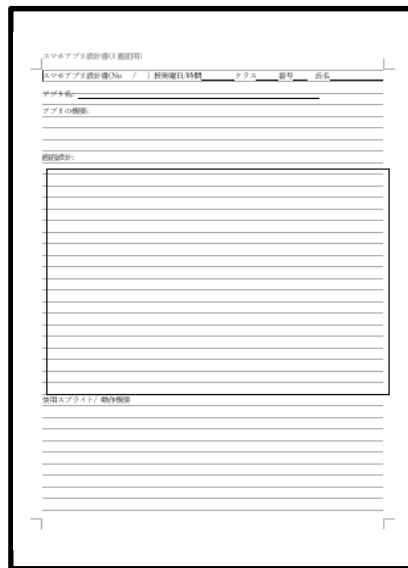 スマホアプリ設計書(1画面用)
スマホアプリ設計書(No / ) 授業曜日/時間 クラス 番号 氏名
アプリ名:
アプリの概要:
画面設計:
使用スプライト/ 動作概要